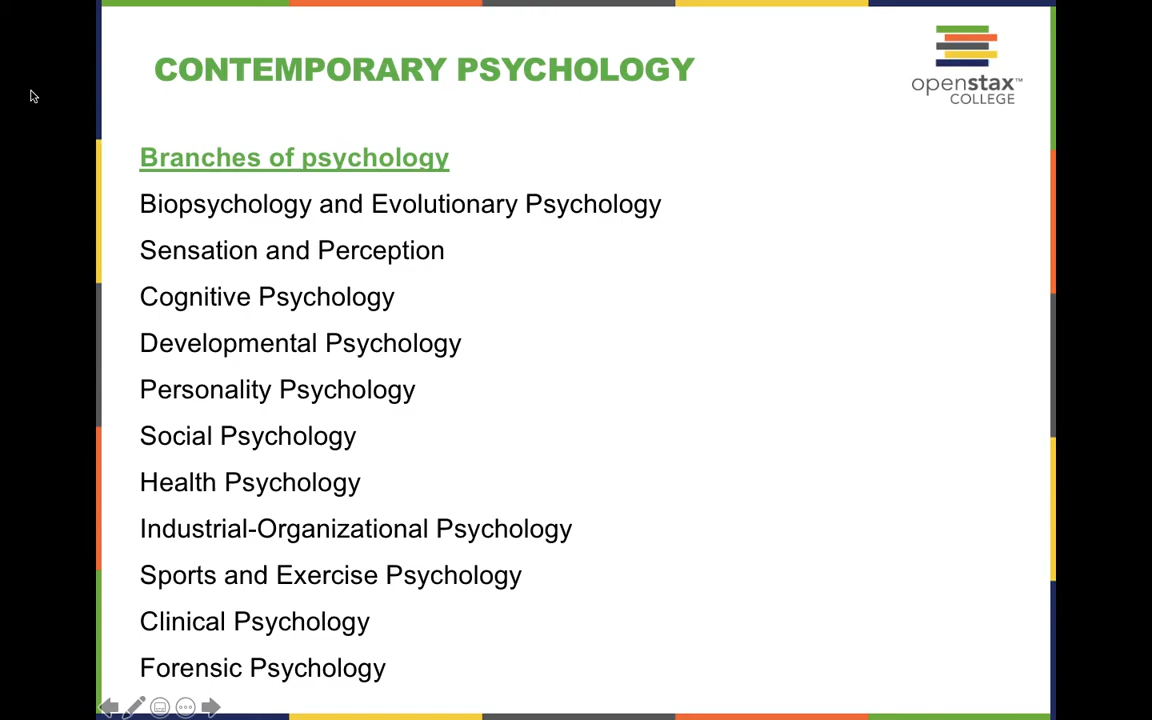 CONTEMPORARY PSYCHOLOGY
openstax™
COLLEGE
Branches of psychology
Biopsychology and Evolutionary Psychology
Sensation and Perception
Cognitive Psychology
Developmental Psychology
Personality Psychology
Social Psychology
Health Psychology
Industrial-Organizational Psychology
Sports and Exercise Psychology
Clinical Psychology
Forensic Psychology